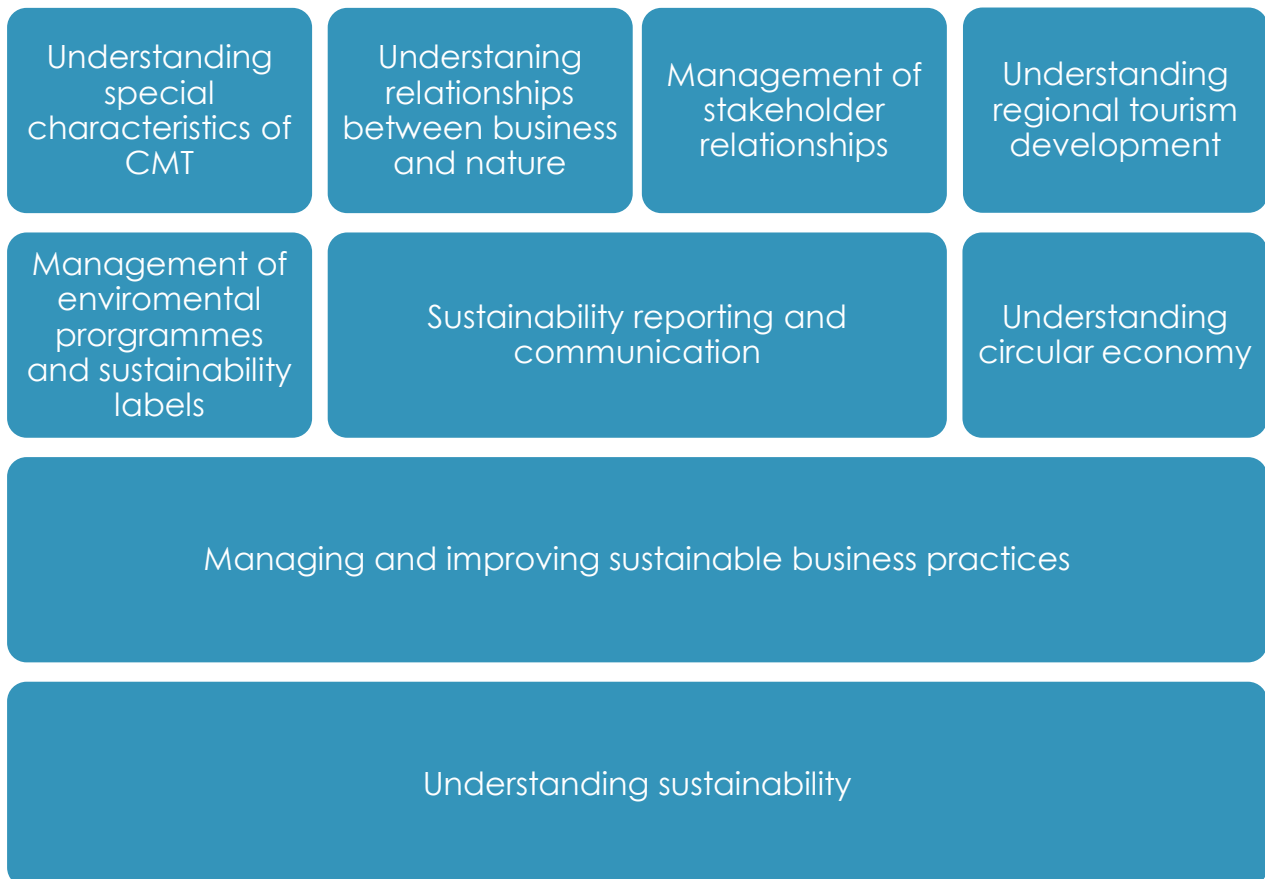 Understanding
special
characteristics of
CMT
Understaning
relationships
between business
and nature
Management of
stakeholder
relationships
Understanding
regional tourism
development
Management of
enviromental
prorgrammes
and sustainability
labels
Sustainability reporting and
communication
Understanding
circular economy
Managing and improving sustainable business practices
Understanding sustainability